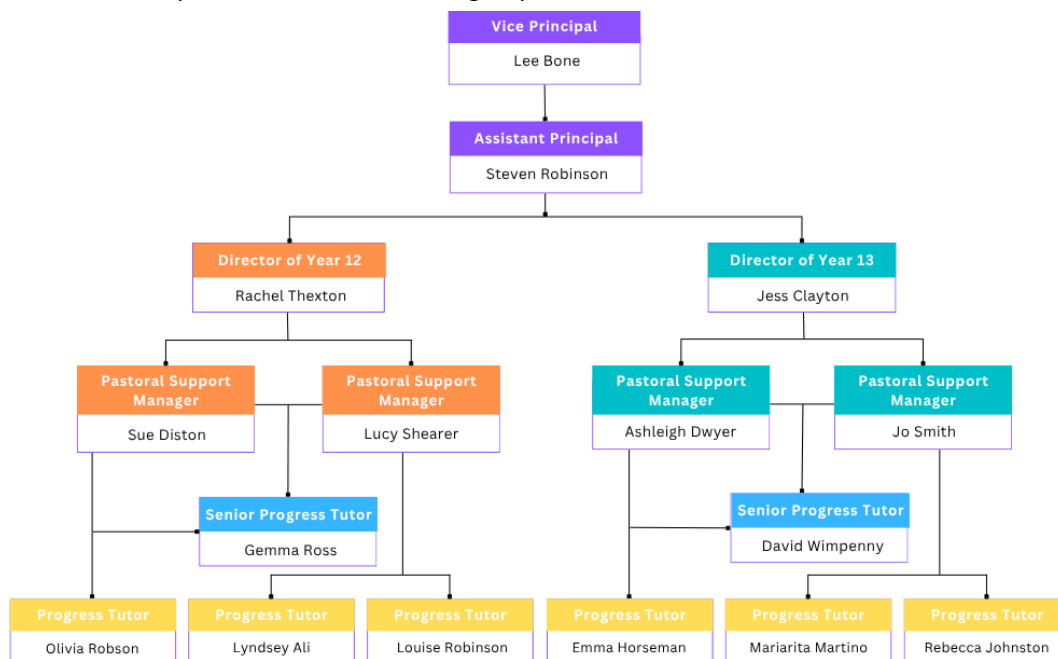 Vice Principal
Lee Bone
Assistant Principal
Steven Robinson
Director of Year 12
Rachel Thexton
Director of Year 13
Jess Clayton
Pastoral Support
Manager
Sue Diston
Pastoral Support
Manager
Lucy Shearer
Pastoral Support
Manager
Ashleigh Dwyer
Pastoral Support
Manager
Jo Smith
Senior Progress Tutor
Gemma Ross
Senior Progress Tutor
David Wimpenny
Progress Tutor
Olivia Robson
Progress Tutor
Lyndsey Ali
Progress Tutor
Louise Robinson
Progress Tutor
Emma Horseman
Progress Tutor
Mariarita Martino
Progress Tutor
Rebecca Johnston